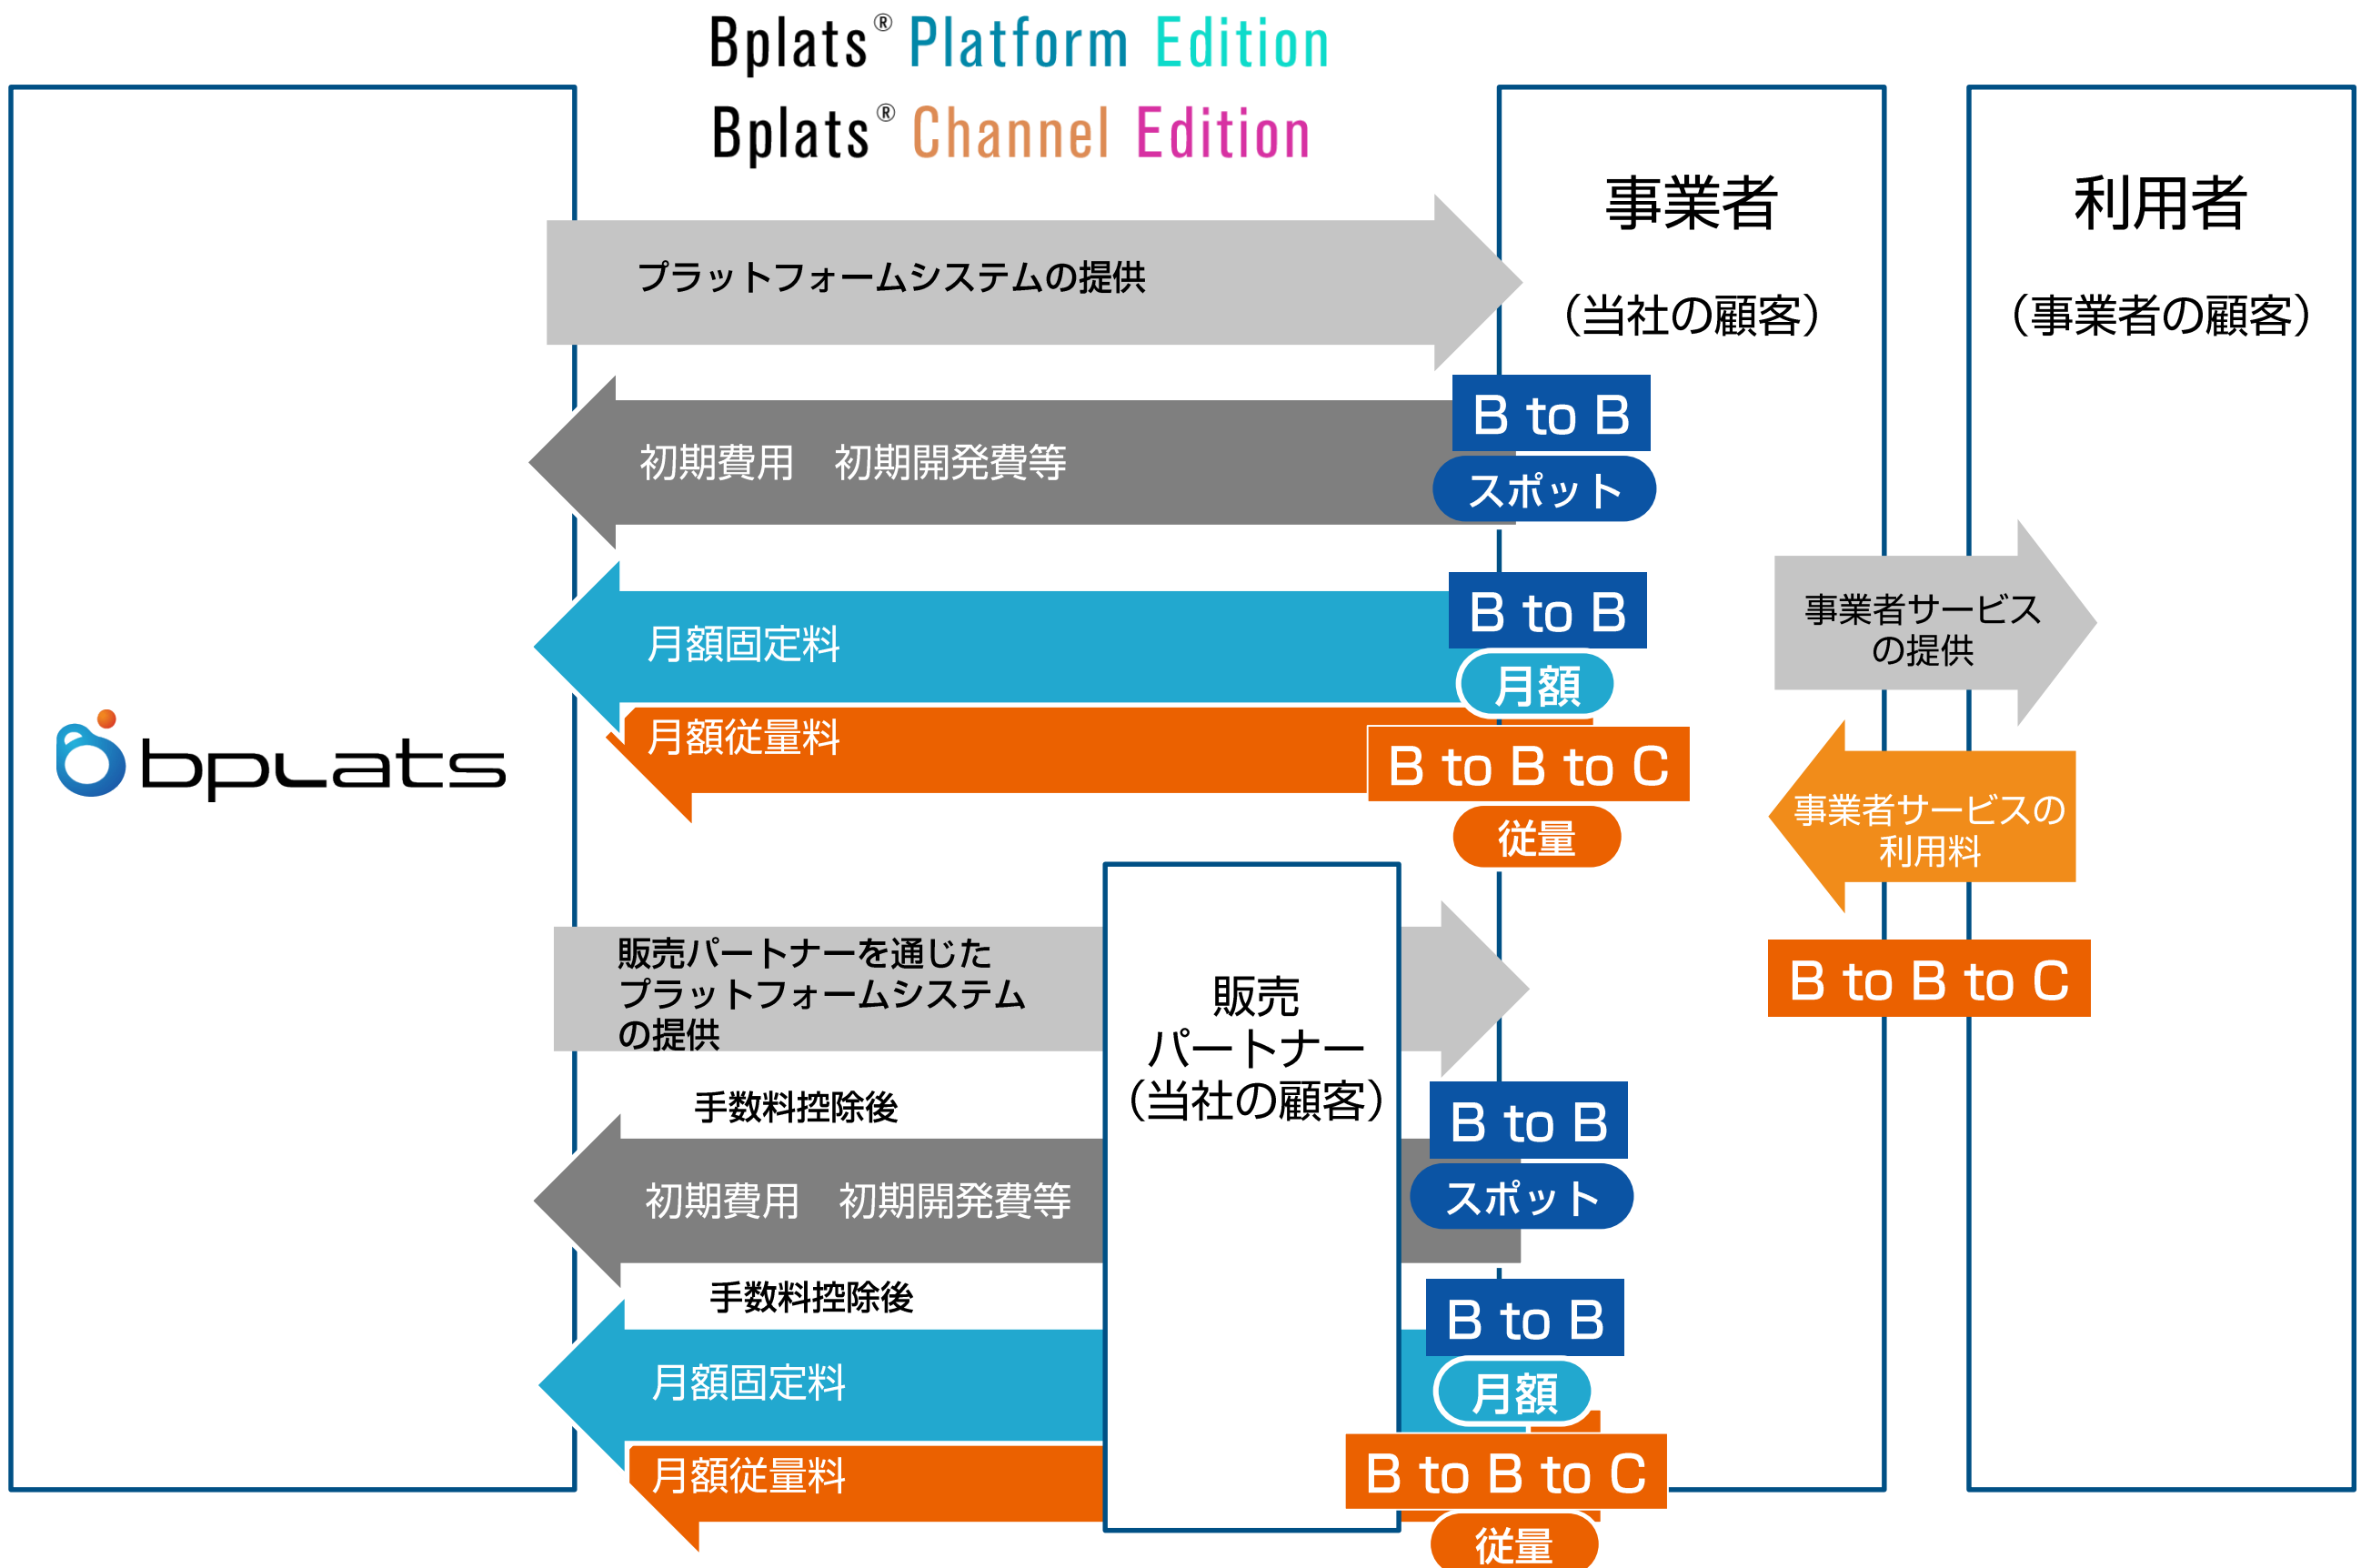 Bplats® Platform Edition
Bplats® Channel Edition
事業者
（当社の顧客）
利用者
（事業者の顧客）
プラットフォームシステムの提供
初期費用　初期開発費等
B to B
スポット
月額固定料
B to B
月額
月額従量料
B to B to C
従量
事業者サービス
の提供
事業者サービスの
利用料
B to B to C
bplats
販売パートナーを通じた
プラットフォームシステム
の提供
販売
パートナー
（当社の顧客）
手数料控除後
初期費用　初期開発費等
B to B
スポット
手数料控除後
月額固定料
B to B
月額
月額従量料
B to B to C
従量